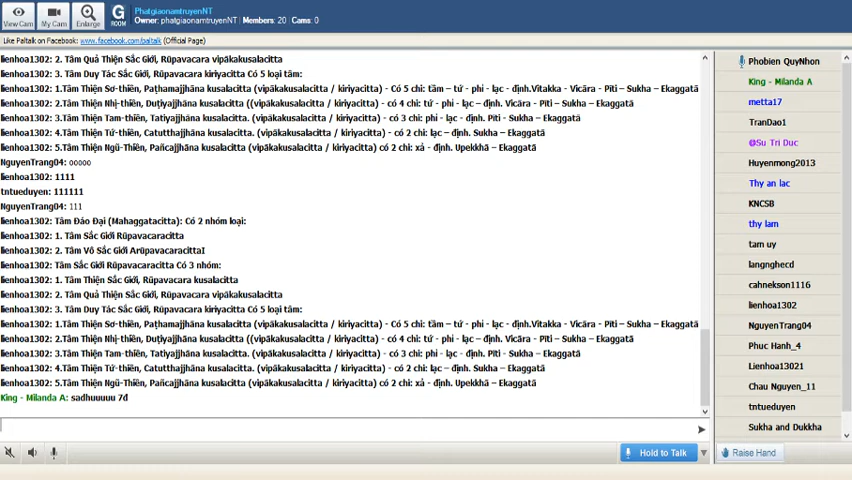 View Cam
My Cam
Enlarge
G
ROOM
PhatgiaonamtruyenNT
Owner: phatgiaonamtruyenNT | Members: 20 | Cams: 0
Like Paltalk on Facebook: www.facebook.com/paltalk (Official Page)
lienhoa1302: 2. Tâm Quả Thiện Sắc Giới, Rūpavacara vipākakusalacitta
lienhoa1302: 3. Tâm Duy Tác Sắc Giới, Rūpavacara kiriyacitta Có 5 loại tâm:
lienhoa1302: 1.Tâm Thiện Sơ-thiền, Paṭhamajjhāna kusalacitta (vipākakusalacitta / kiriyacitta) - Có 5 chi: tầm – tứ - phi - lạc - định.Vitakka - Vicāra - Pīti – Sukha – Ekaggatā
lienhoa1302: 2.Tâm Thiện Nhị-thiền, Duṭiyajjhāna kusalacitta ((vipākakusalacitta / kiriyacitta) - có 4 chi: tứ - phi - lạc – định. Vicāra - Pīti – Sukha - Ekaggatā
lienhoa1302: 3.Tâm Thiện Tam-thiền, Tatiyajjhāna kusalacitta. (vipākakusalacitta / kiriyacitta) - có 3 chi: phi - lạc – định. Pīti - Sukha - Ekaggatā
lienhoa1302: 4.Tâm Thiện Tứ-thiền, Catutthajjhāna kusalacitta. (vipākakusalacitta / kiriyacitta) – có 2 chi: lạc – định. Sukha – Ekaggatā
lienhoa1302: 5.Tâm Thiện Ngũ-Thiền, Pañcajjhāna kusalacitta (vipākakusalacitta / kiriyacitta) có 2 chi: xả - định. Upekkhā – Ekaggatā
NguyenTrang04: ooooo
lienhoa1302: 1111
tntueduyen: 111111
NguyenTrang04: 111
lienhoa1302: Tâm Đáo Đại (Mahaggatacitta): Có 2 nhóm loại:
lienhoa1302: 1. Tâm Sắc Giới Rūpavacaracitta
lienhoa1302: 2. Tâm Vô Sắc Giới ArūpavacaracittaI
lienhoa1302: Tâm Sắc Giới Rūpavacaracitta Có 3 nhóm:
lienhoa1302: 1. Tâm Thiện Sắc Giới, Rūpavacara kusalacitta
lienhoa1302: 2. Tâm Quả Thiện Sắc Giới, Rūpavacara vipākakusalacitta
lienhoa1302: 3. Tâm Duy Tác Sắc Giới, Rūpavacara kiriyacitta Có 5 loại tâm:
lienhoa1302: 1.Tâm Thiện Sơ-thiền, Paṭhamajjhāna kusalacitta (vipākakusalacitta / kiriyacitta) - Có 5 chi: tầm – tứ - phi - lạc - định.Vitakka - Vicāra - Pīti – Sukha – Ekaggatā
lienhoa1302: 2.Tâm Thiện Nhị-thiền, Duṭiyajjhāna kusalacitta ((vipākakusalacitta / kiriyacitta) - có 4 chi: tứ - phi - lạc – định. Vicāra - Pīti – Sukha - Ekaggatā
lienhoa1302: 3.Tâm Thiện Tam-thiền, Tatiyajjhāna kusalacitta. (vipākakusalacitta / kiriyacitta) - có 3 chi: phi - lạc – định. Pīti - Sukha - Ekaggatā
lienhoa1302: 4.Tâm Thiện Tứ-thiền, Catutthajjhāna kusalacitta. (vipākakusalacitta / kiriyacitta) – có 2 chi: lạc – định. Sukha – Ekaggatā
lienhoa1302: 5.Tâm Thiện Ngũ-Thiền, Pañcajjhāna kusalacitta (vipākakusalacitta / kiriyacitta) có 2 chi: xả - định. Upekkhā – Ekaggatā
King - Milanda A: sadhuuuuu 7đ
Hold to Talk
Phobien QuyNhon
King - Milanda A
metta17
TranDao1
@Su Tri Duc
Huyenmong2013
Thy an lac
KNCSB
thy lam
tam uy
langnghecd
cahnekson1116
lienhoa1302
NguyenTrang04
Phuc Hanh_4
Lienhoa13021
Chau Nguyen_11
tntueduyen
Sukha and Dukkha
Raise Hand